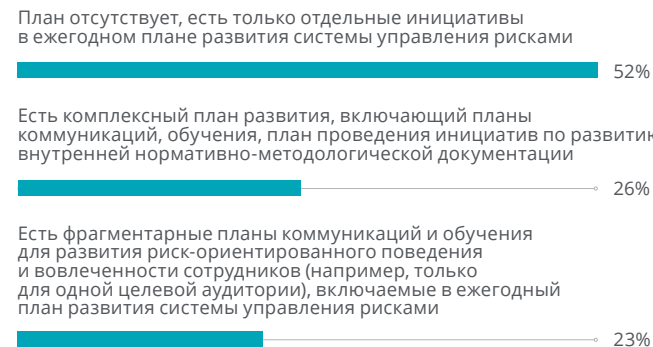 План отсутствует, есть только отдельные инициативы
в ежегодном плане развития системы управления рисками
52%
Есть комплексный план развития, включающий планы
коммуникаций, обучения, план проведения инициатив по развитию
внутренней нормативно-методологической документации
26%
Есть фрагментарные планы коммуникаций и обучения
для развития риск-ориентированного поведения
и вовлеченности сотрудников (например, только
для одной целевой аудитории), включаемые в ежегодный
план развития системы управления рисками
23%